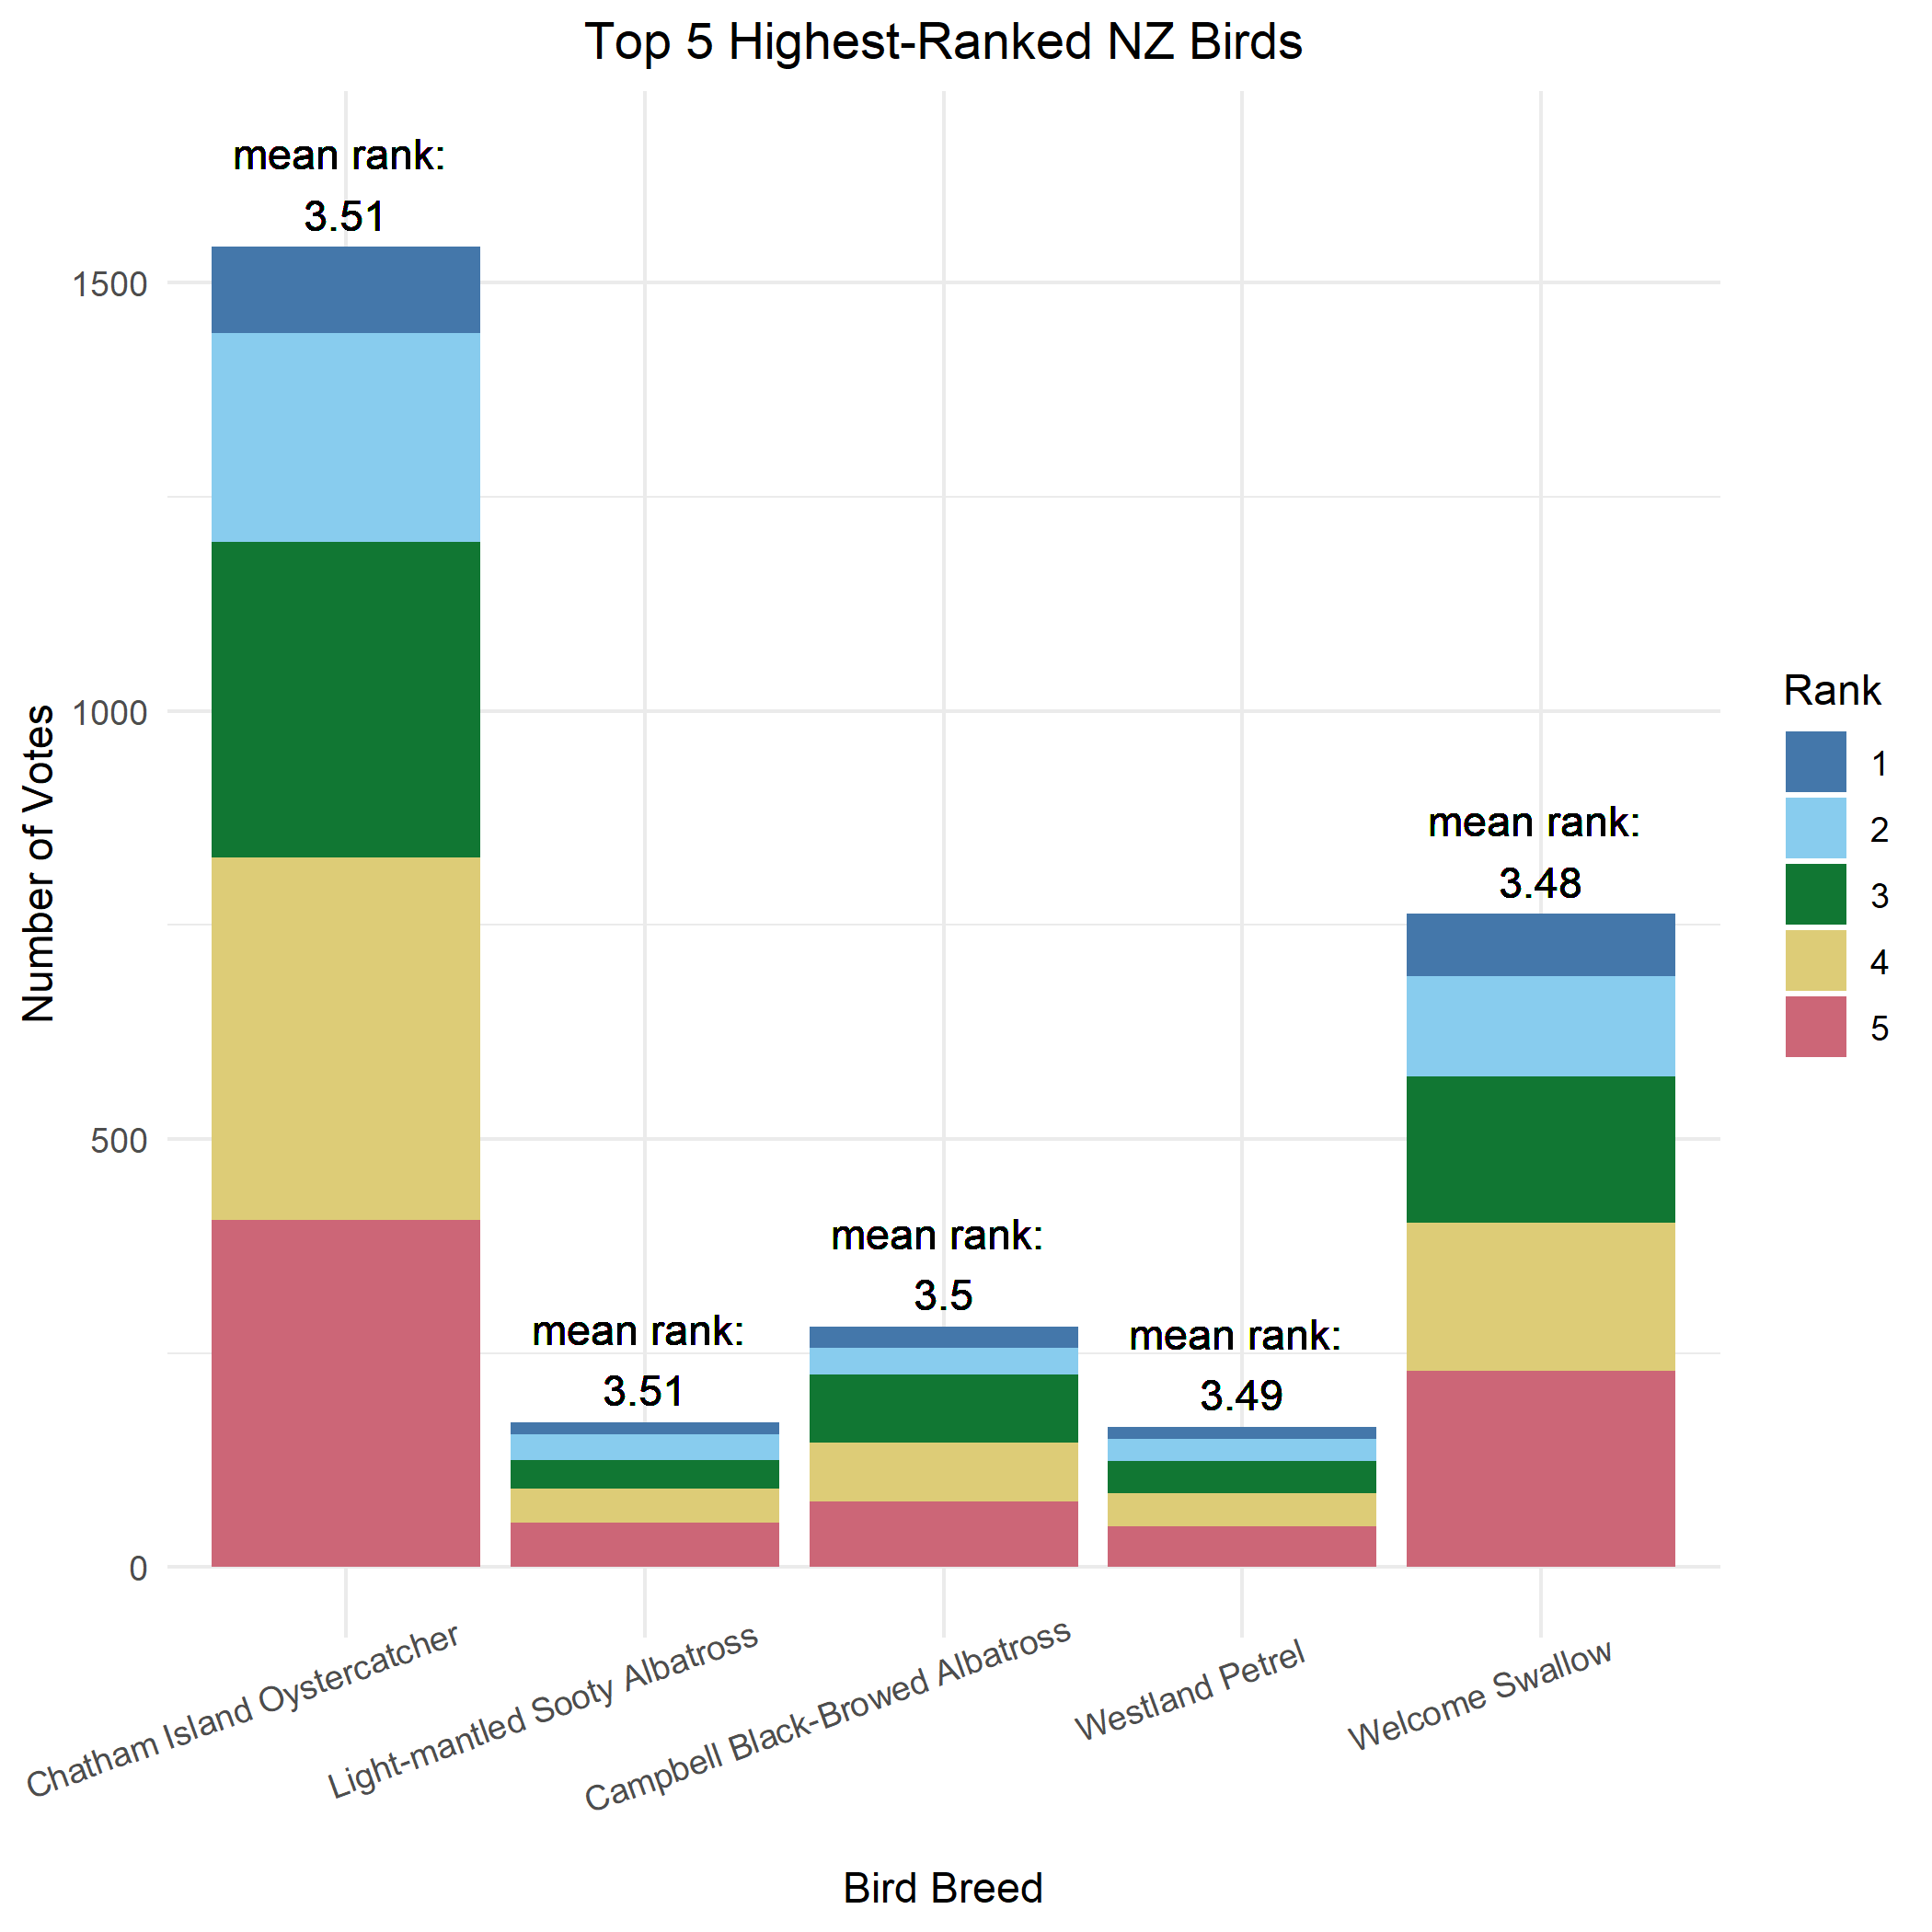 Top 5 Highest-Ranked NZ Birds
mean rank:
3.51
1500
1000
500
0
Number of Votes
mean rank:
3.51
mean rank:
3.5
mean rank:
3.49
mean rank:
3.48
Rank
1
2
3
4
5
Chatham Island Oystercatcher
Light-mantled Sooty Albatross
Campbell Black-Browed Albatross
Westland Petrel
Welcome Swallow
Bird Breed